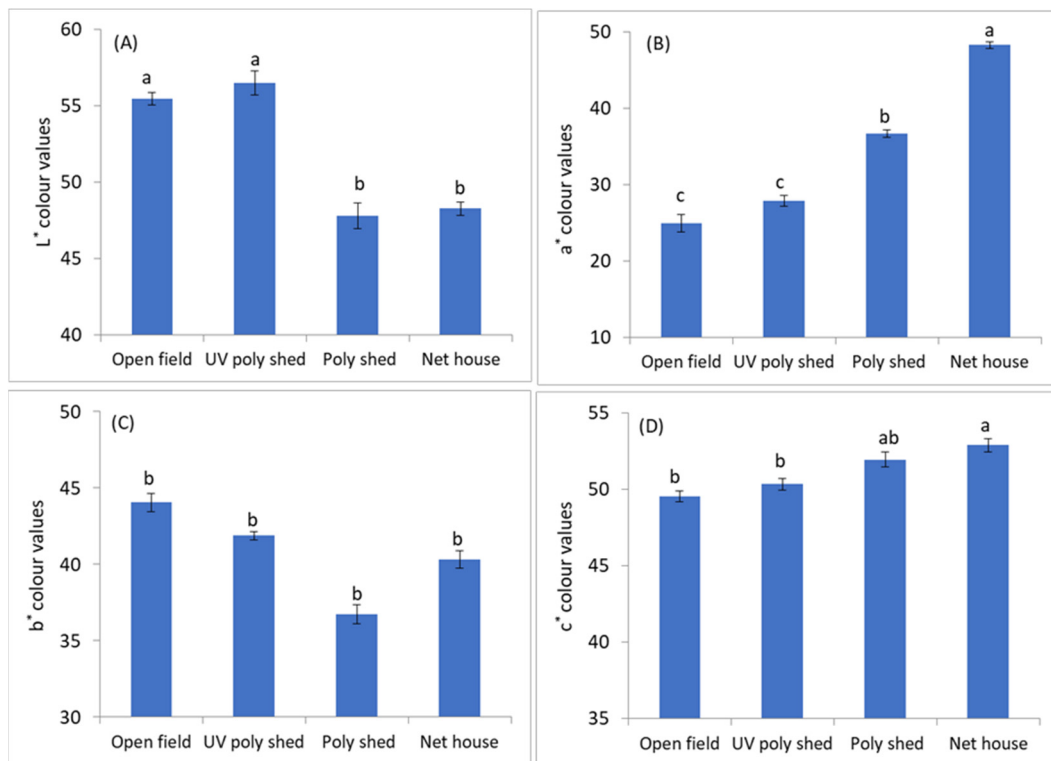 (A)
L* colour values
60
55
50
45
40
a
a
b
b
Open field UV poly shed Poly shed Net house
(B)
a* colour values
50
40
30
20
10
c
c
b
a
Open field UV poly shed Poly shed Net house
(C)
b* colour values
50
45
40
35
30
b
b
b
b
Open field UV poly shed Poly shed Net house
(D)
c* colour values
55
50
45
40
35
b
b
ab
a
Open field UV poly shed Poly shed Net house